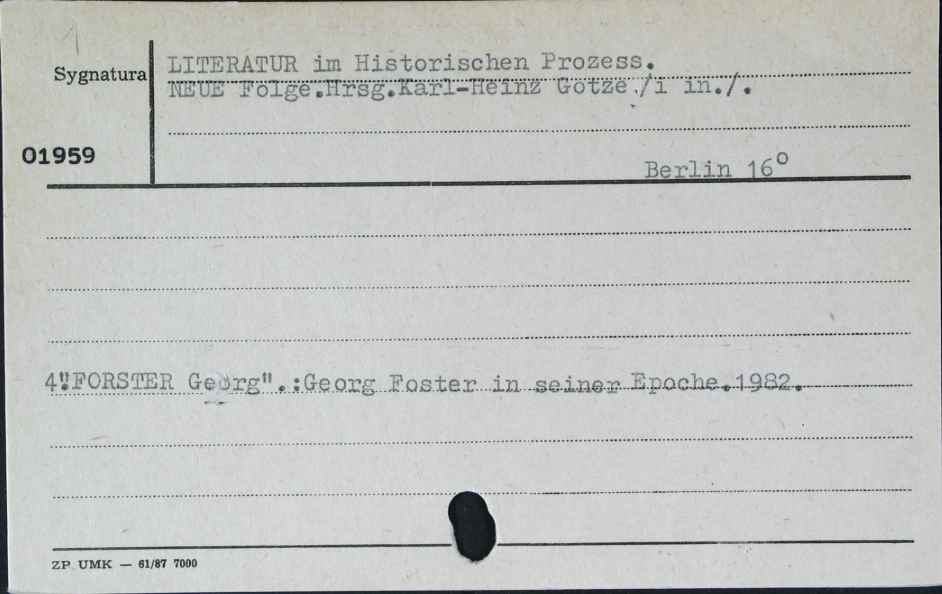 Sygnatura
LITERATUR im Historischen Prozess.
NEUE Folge.Hrsg.Karl-Heinz Götze /i in./.
01959
Berlin 16°
4."FORSTER Georg".:Georg Foster in seiner Epoche.1982.
ZP UMK — 61/87 7000